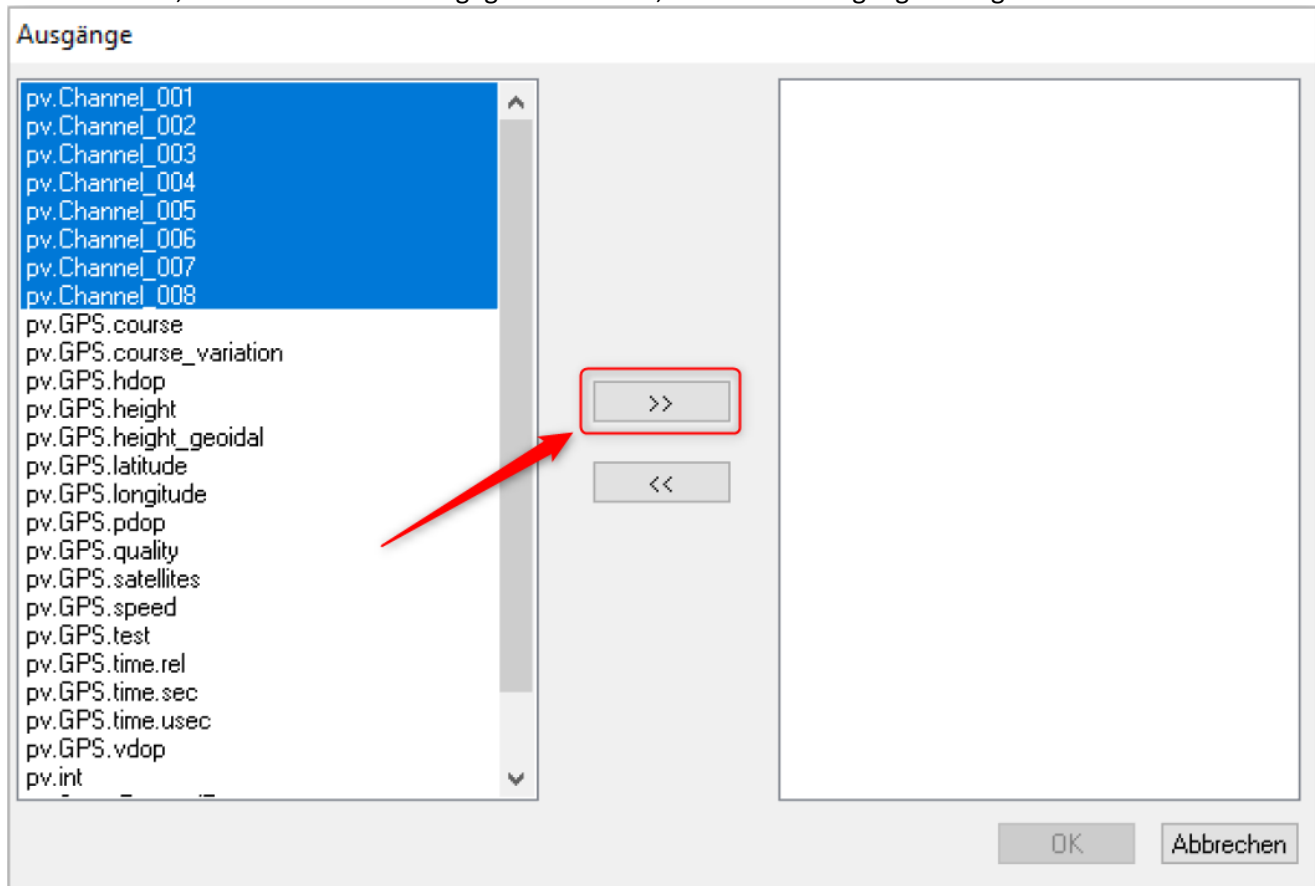 Ausgänge
pv.Channel_001
pv.Channel_002
pv.Channel_003
pv.Channel_004
pv.Channel_005
pv.Channel_006
pv.Channel_007
pv.Channel_008
pv.GPS.course
pv.GPS.course_variation
pv.GPS.hdop
pv.GPS.height
pv.GPS.height_geoidal
pv.GPS.latitude
pv.GPS.longitude
pv.GPS.pdop
pv.GPS.quality
pv.GPS.satellites
pv.GPS.speed
pv.GPS.test
pv.GPS.time.rel
pv.GPS.time.sec
pv.GPS.time.usec
pv.GPS.vdop
pv.int
>>
<<
OK
Abbrechen